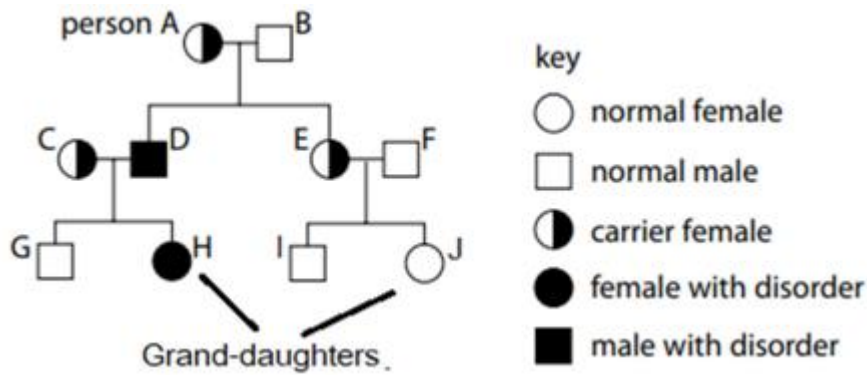 person A
B
key
normal female
C
D
E
F
normal male
G
H
I
J
carrier female
female with disorder
Grand-daughters.
male with disorder